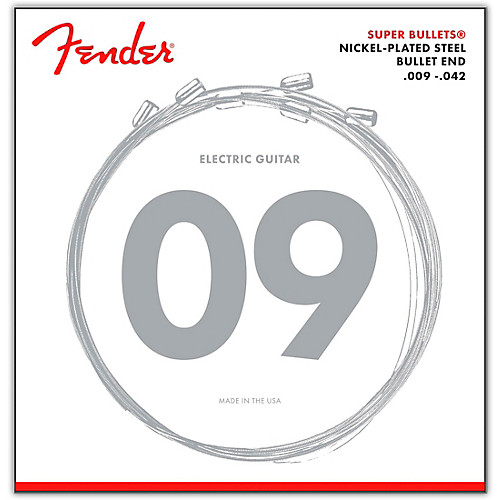 Fender
SUPER BULLETS®
NICKEL-PLATED STEEL
BULLET END
.009 -.042
ELECTRIC GUITAR
09
MADE IN THE USA